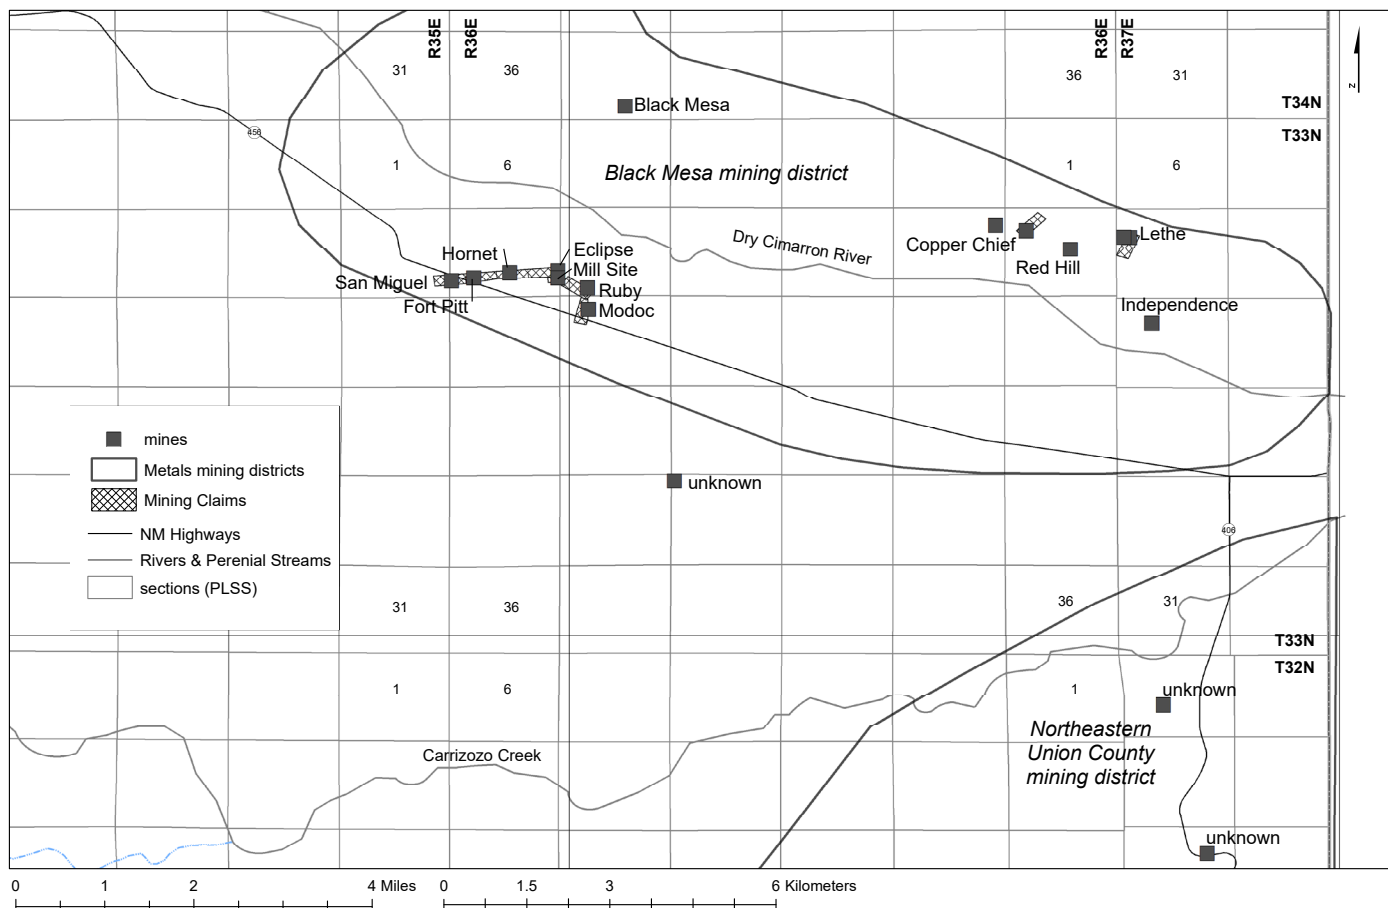 R35E
R36E
R36E
R37E
31
36
36
31
z
T34N
T33N
Black Mesa
456
1
6
1
6
Black Mesa mining district
Dry Cimarron River
Hornet
Eclipse
Mill Site
San Miguel
Ruby
Fort Pitt
Modoc
Copper Chief
Lethe
Red Hill
Independence
mines
Metals mining districts
Mining Claims
NM Highways
Rivers & Perenial Streams
sections (PLSS)
unknown
406
31
36
36
31
T33N
T32N
1
6
1
unknown
Northeastern
Union County
mining district
Carrizozo Creek
unknown
0 1 2 4 Miles
0 1.5 3 6 Kilometers